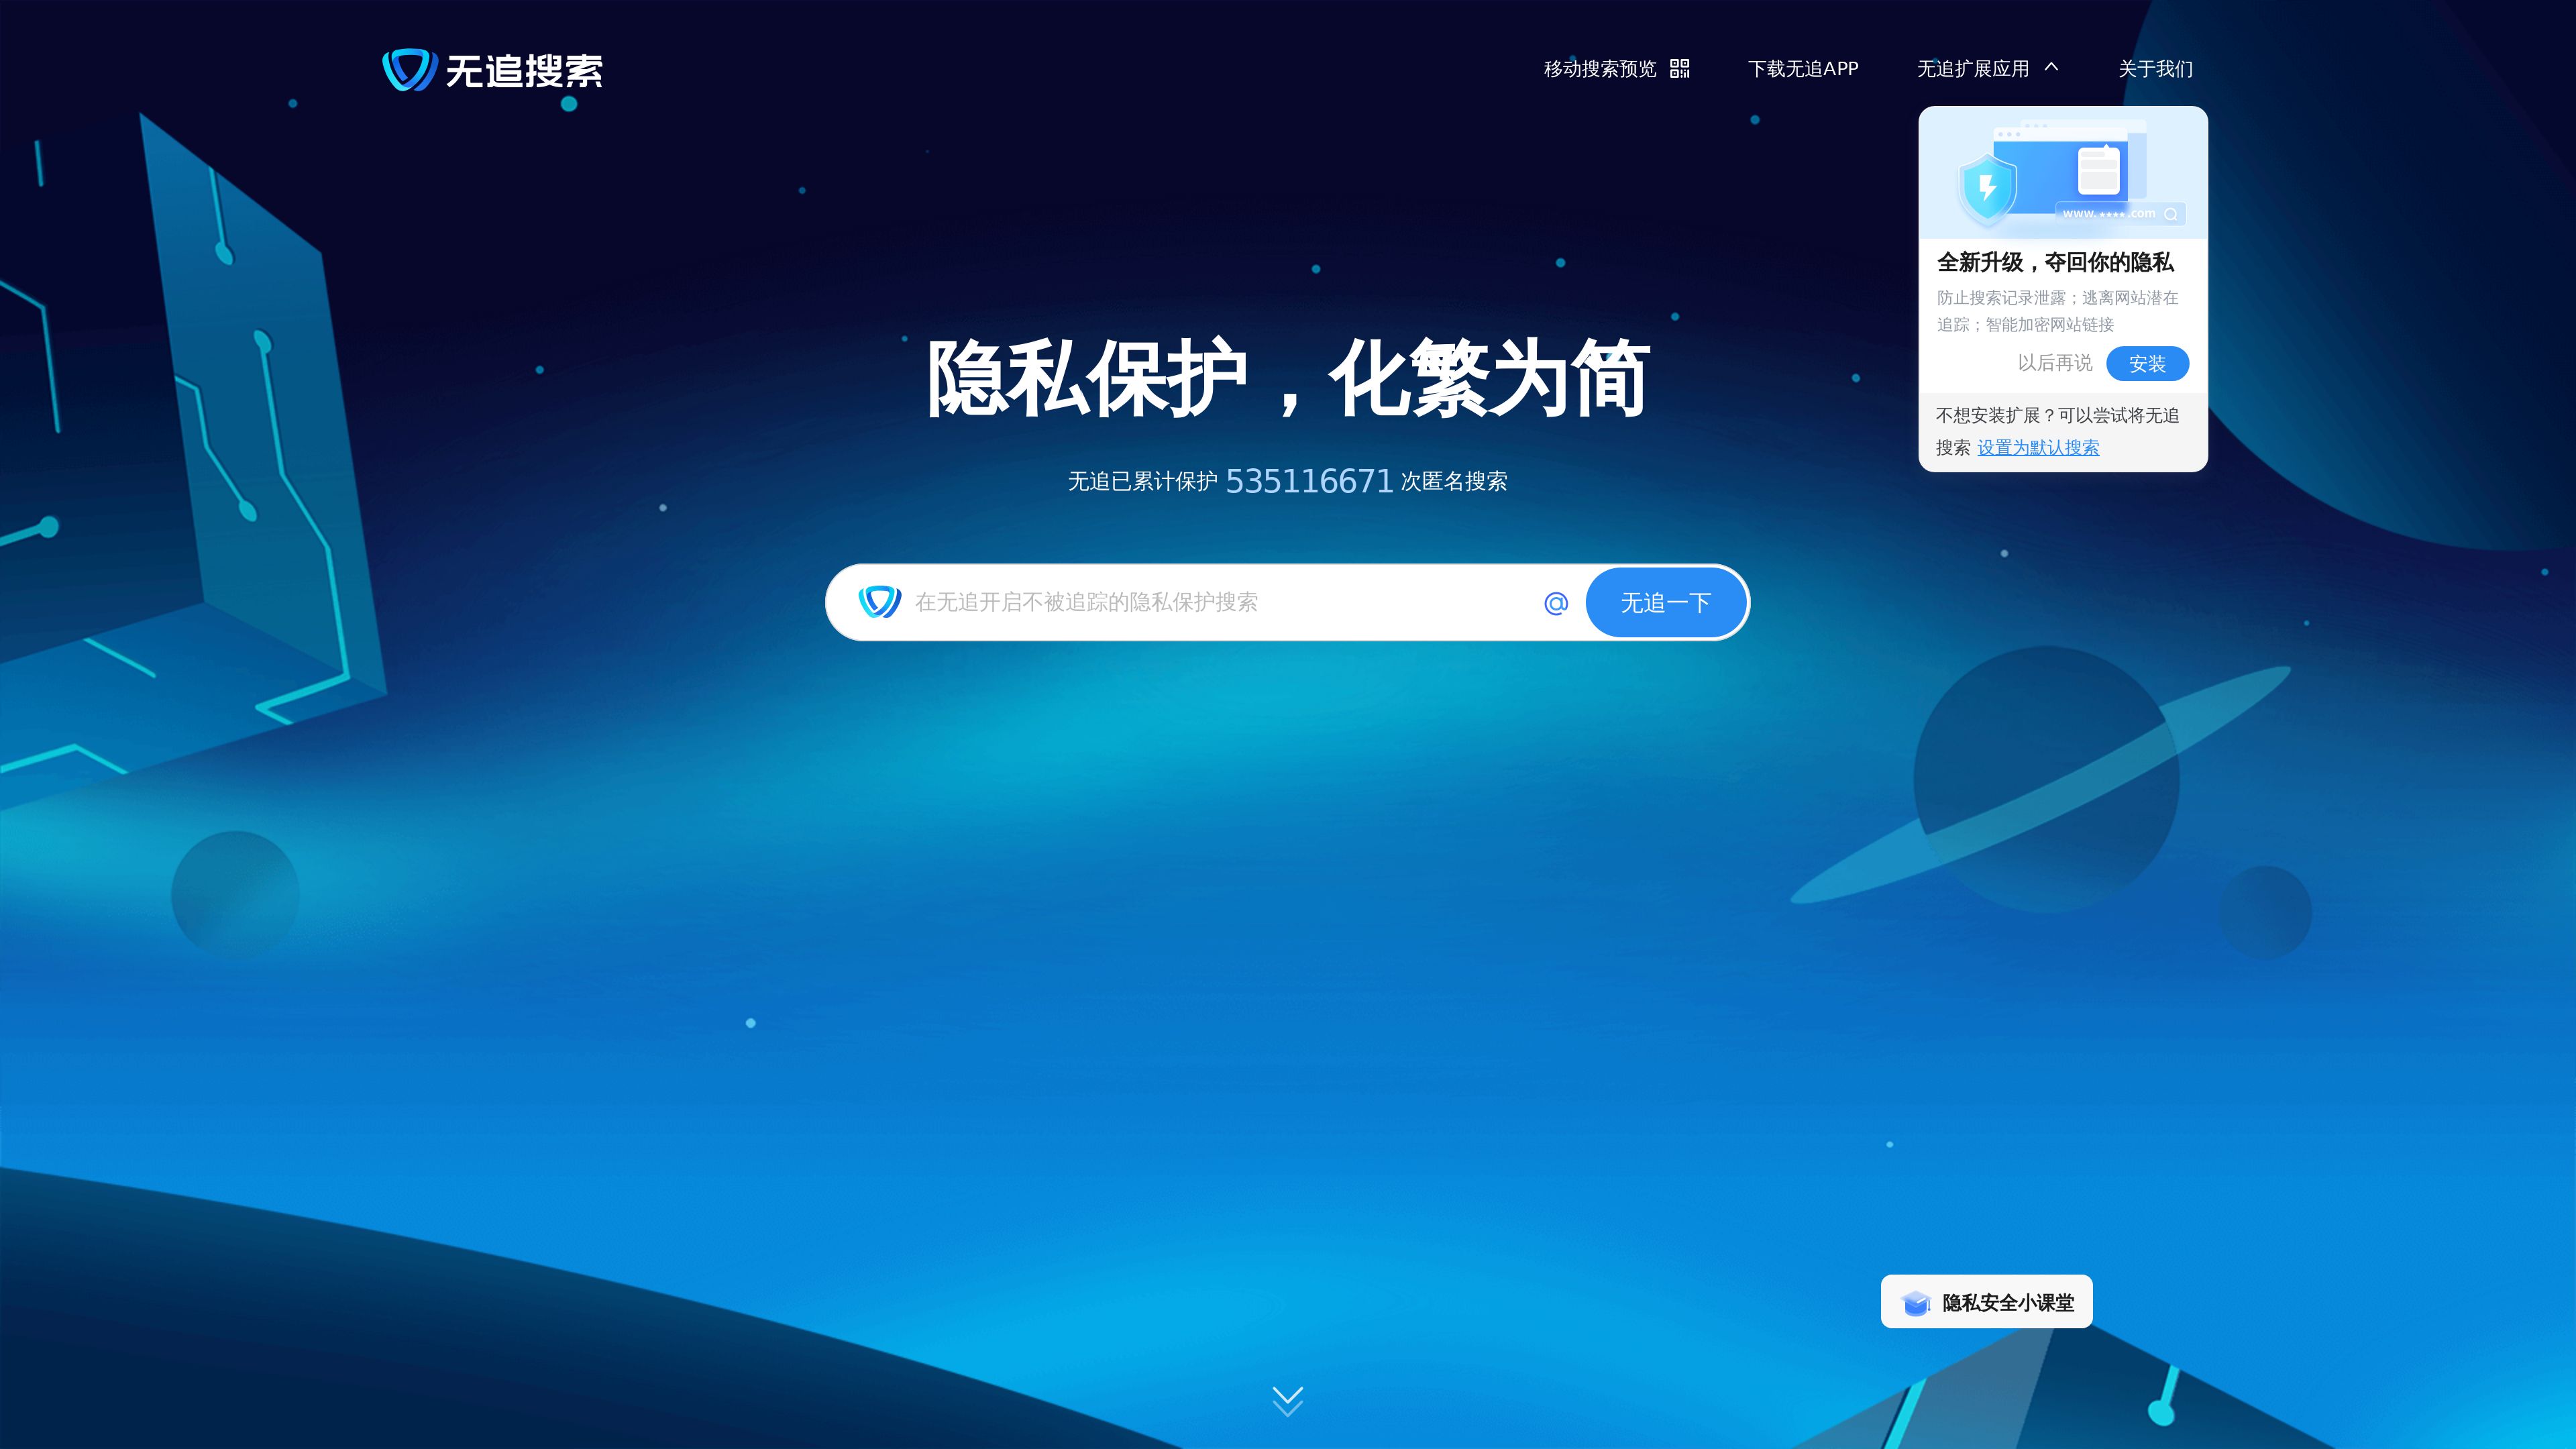 无追搜索
移动搜索预览
下载无追APP
无追扩展应用
关于我们
www.****.com
全新升级，夺回你的隐私
防止搜索记录泄露；逃离网站潜在
追踪；智能加密网站链接
以后再说
安装
不想安装扩展？可以尝试将无追
搜索 设置为默认搜索
隐私保护，化繁为简
无追已累计保护 535116671 次匿名搜索
在无追开启不被追踪的隐私保护搜索
@
无追一下
隐私安全小课堂